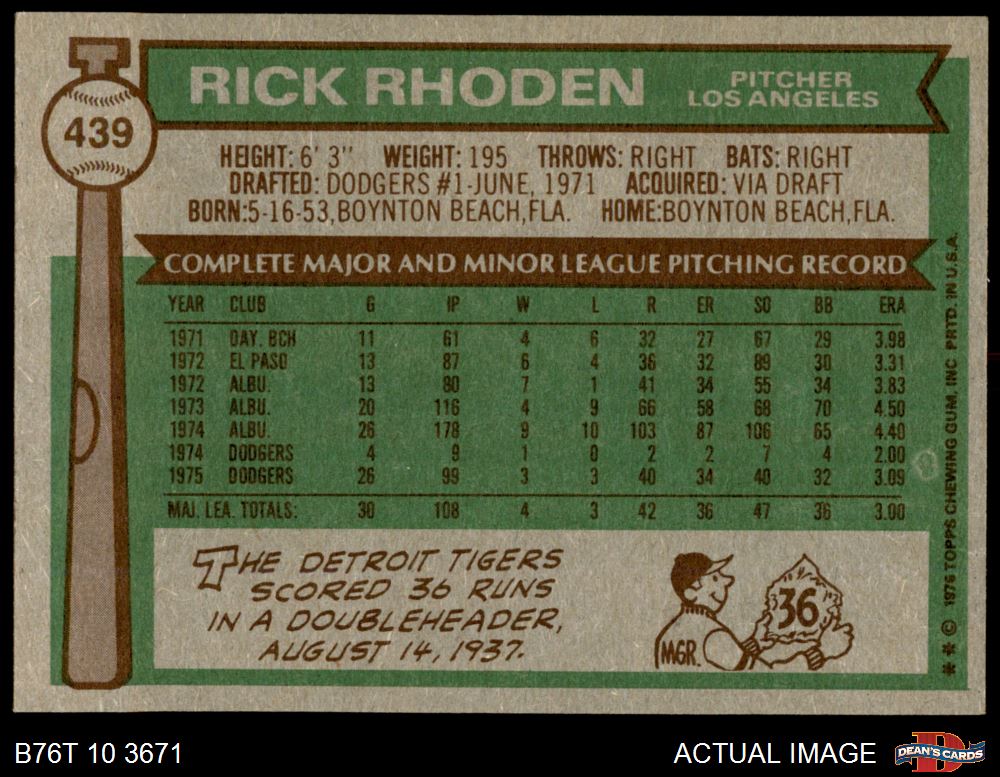 RICK RHODEN
PITCHER
LOS ANGELES
439
HEIGHT: 6' 3" WEIGHT: 195 THROWS: RIGHT BATS: RIGHT
DRAFTED: DODGERS #1-JUNE, 1971 ACQUIRED: VIA DRAFT
BORN:5-16-53,BOYNTON BEACH,FLA. HOME:BOYNTON BEACH,FLA.
COMPLETE MAJOR AND MINOR LEAGUE PITCHING RECORD
YEAR CLUB G IP W L R ER SO BB ERA
1971 DAY. BCH 11 61 4 6 32 27 67 29 3.98
1972 EL PASO 13 87 6 4 36 32 89 30 3.31
1972 ALBU. 13 80 7 1 41 34 55 34 3.83
1973 ALBU. 20 116 4 9 66 58 68 70 4.50
1974 ALBU. 26 178 9 10 103 87 106 65 4.40
1974 DODGERS 4 9 1 0 2 2 7 4 2.00
1975 DODGERS 26 99 3 3 40 34 40 32 3.09
MAJ. LEA. TOTALS: 30 108 4 3 42 36 47 36 3.00
THE DETROIT TIGERS
SCORED 36 RUNS
IN A DOUBLEHEADER,
AUGUST 14, 1937.
MGR.
36
** © 1976 TOPPS CHEWING GUM, INC PRTD. IN U.S.A.
B76T 10 3671
ACTUAL IMAGE
D
DEAN'S CARDS